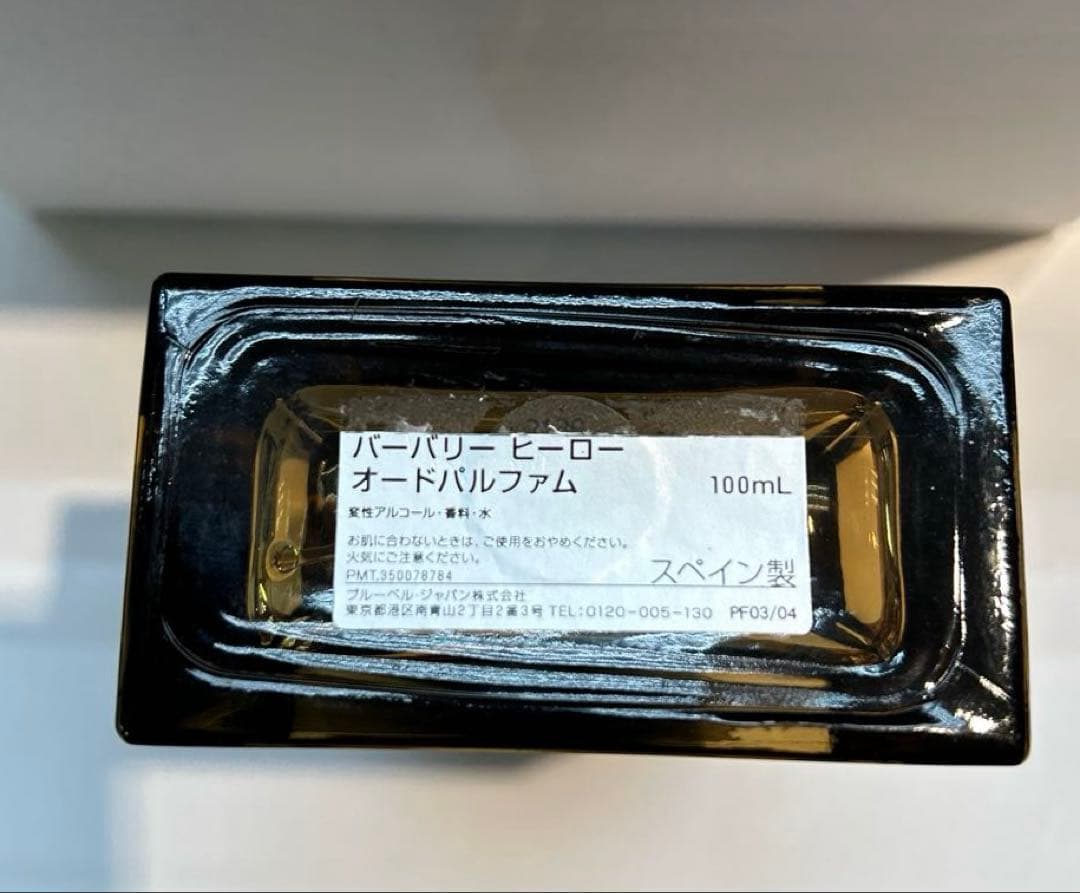 バーバリー ヒーロー
オードパルファム 100mL
変性アルコール・香料・水
お肌に合わないときは、ご使用をおやめください。
火気にご注意ください。
PMT.350078784 スペイン製
ブルーベル・ジャパン株式会社
東京都港区南青山2丁目2番3号 TEL:0120-005-130 PF03/04